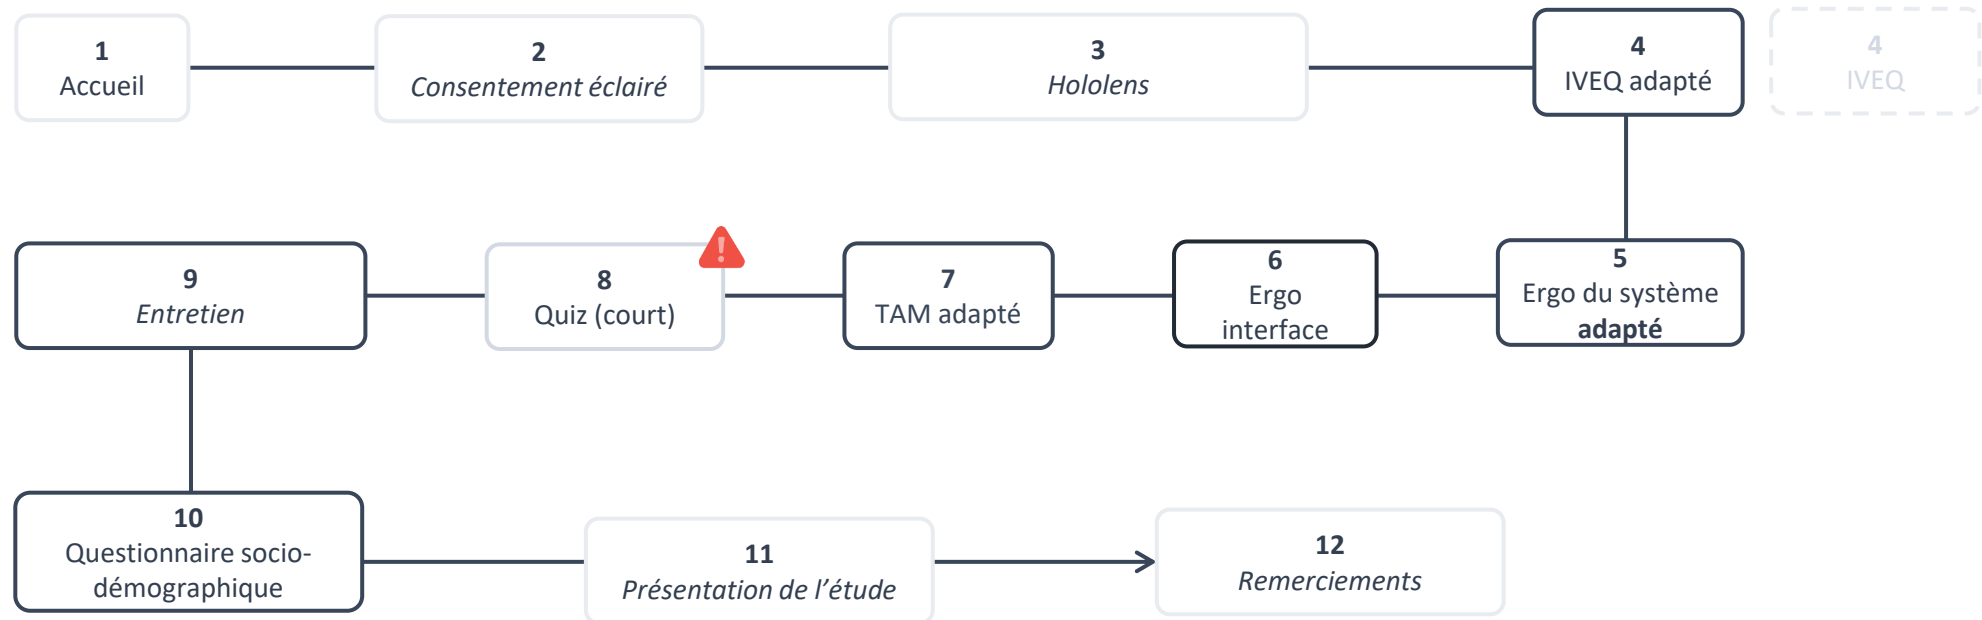 1
Accueil
2
Consentement éclairé
3
Hololens
4
IVEQ adapté
4
IVEQ
5
Ergo du système
adapté
6
Ergo
interface
7
TAM adapté
8
Quiz (court)
!
9
Entretien
10
Questionnaire socio-
démographique
11
Présentation de l’étude
12
Remerciements